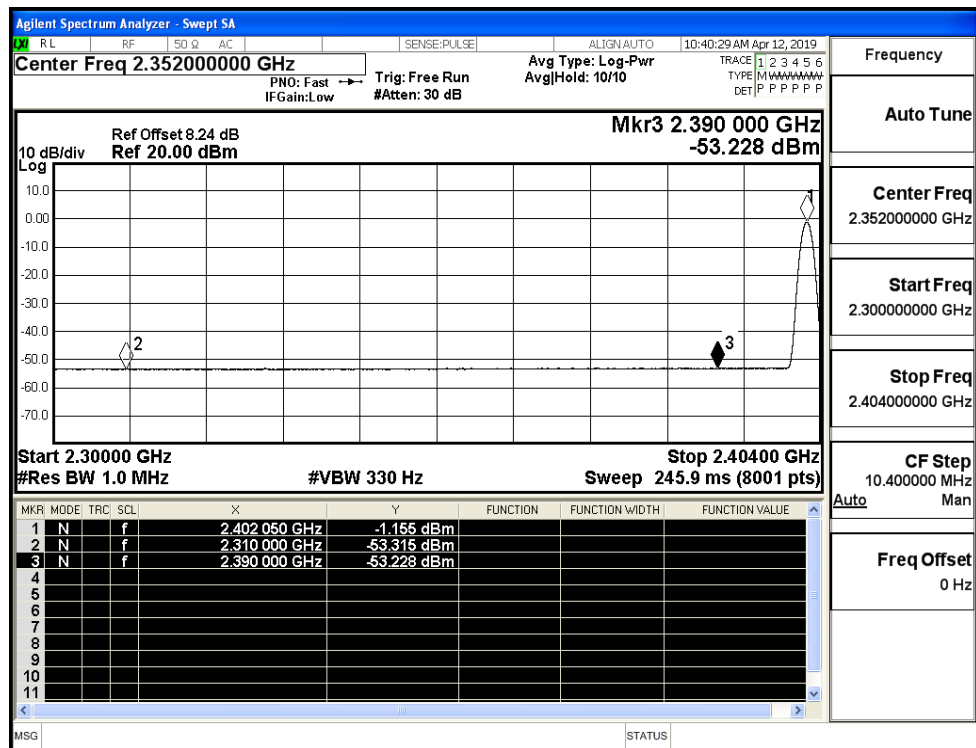 Agilent Spectrum Analyzer - Swept SA
LXI RL RF 50 Ω AC SENSE:PULSE ALIGN AUTO 10:40:29 AM Apr 12, 2019
Center Freq 2.352000000 GHz
PNO: Fast
IFGain:Low
Trig: Free Run
#Atten: 30 dB
Avg Type: Log-Pwr
Avg|Hold: 10/10
TRACE 1 2 3 4 5 6
TYPE M WWWWW
DET P P P P P P
Mkr3 2.390 000 GHz
-53.228 dBm
Ref Offset 8.24 dB
10 dB/div Ref 20.00 dBm
Log
10.0
0.00
-10.0
-20.0
-30.0
-40.0
-50.0
-60.0
-70.0
1
2
3
Start 2.30000 GHz Stop 2.40400 GHz
#Res BW 1.0 MHz #VBW 330 Hz Sweep 245.9 ms (8001 pts)
MKR MODE TRC SCL X Y FUNCTION FUNCTION WIDTH FUNCTION VALUE
1 N f 2.402 050 GHz -1.155 dBm
2 N f 2.310 000 GHz -53.315 dBm
3 N f 2.390 000 GHz -53.228 dBm
4
5
6
7
8
9
10
11
MSG STATUS
Frequency
Auto Tune
Center Freq
2.352000000 GHz
Start Freq
2.300000000 GHz
Stop Freq
2.404000000 GHz
CF Step
10.400000 MHz
Auto Man
Freq Offset
0 Hz